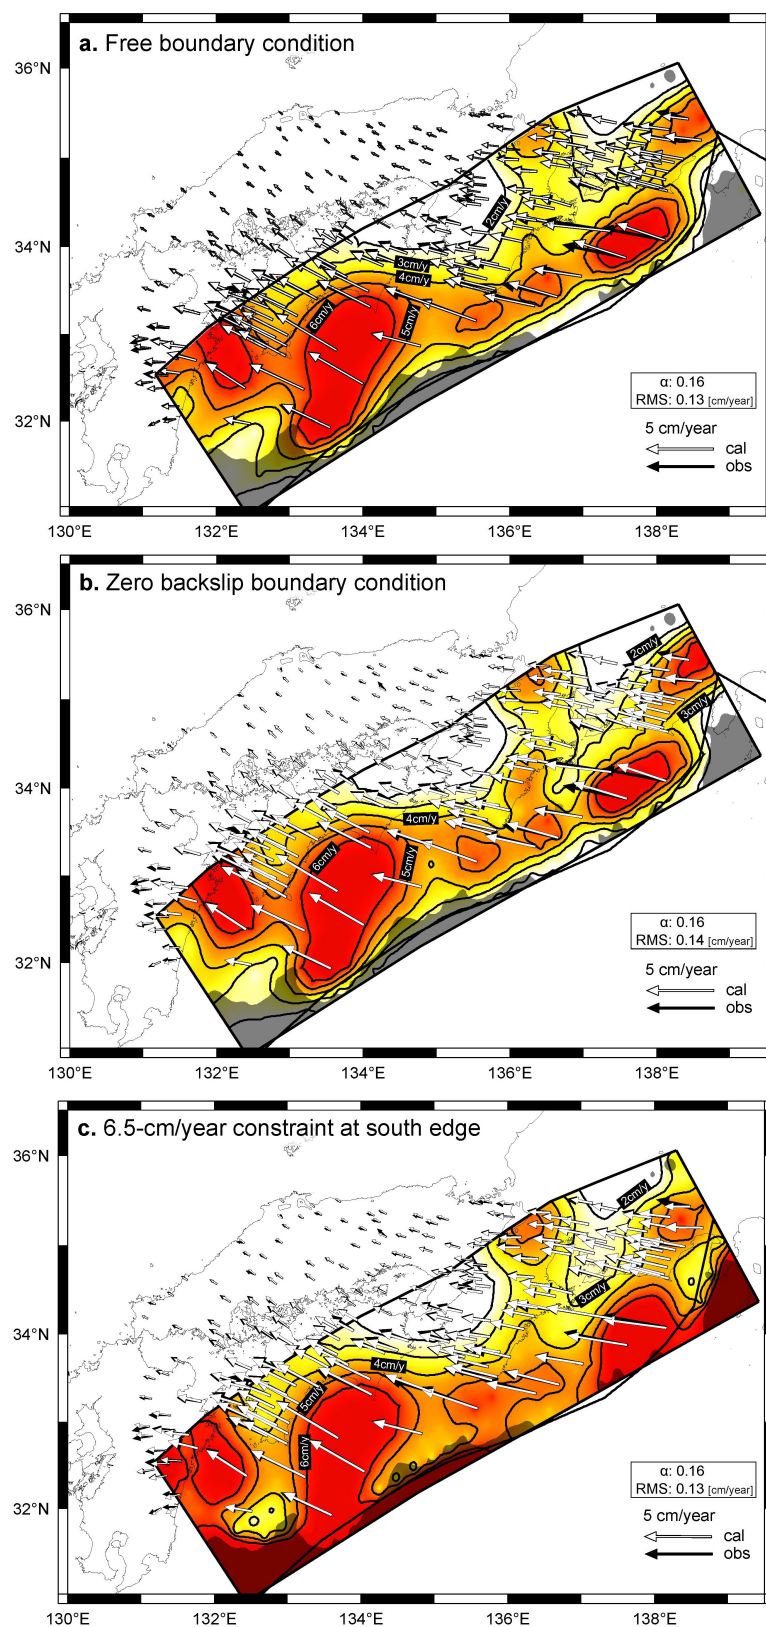 a. Free boundary condition
36°N
2cm/y
34°N
3cm/y
4cm/y
6cm/y
5cm/y
32°N
α: 0.16
RMS: 0.13 [cm/year]
5 cm/year
cal
obs
130°E
132°E
134°E
136°E
138°E
b. Zero backslip boundary condition
36°N
2cm/y
3cm/y
34°N
4cm/y
6cm/y
5cm/y
32°N
α: 0.16
RMS: 0.14 [cm/year]
5 cm/year
cal
obs
130°E
132°E
134°E
136°E
138°E
c. 6.5-cm/year constraint at south edge
36°N
2cm/y
3cm/y
34°N
4cm/y
5cm/y
6cm/y
32°N
α: 0.16
RMS: 0.13 [cm/year]
5 cm/year
cal
obs
130°E
132°E
134°E
136°E
138°E